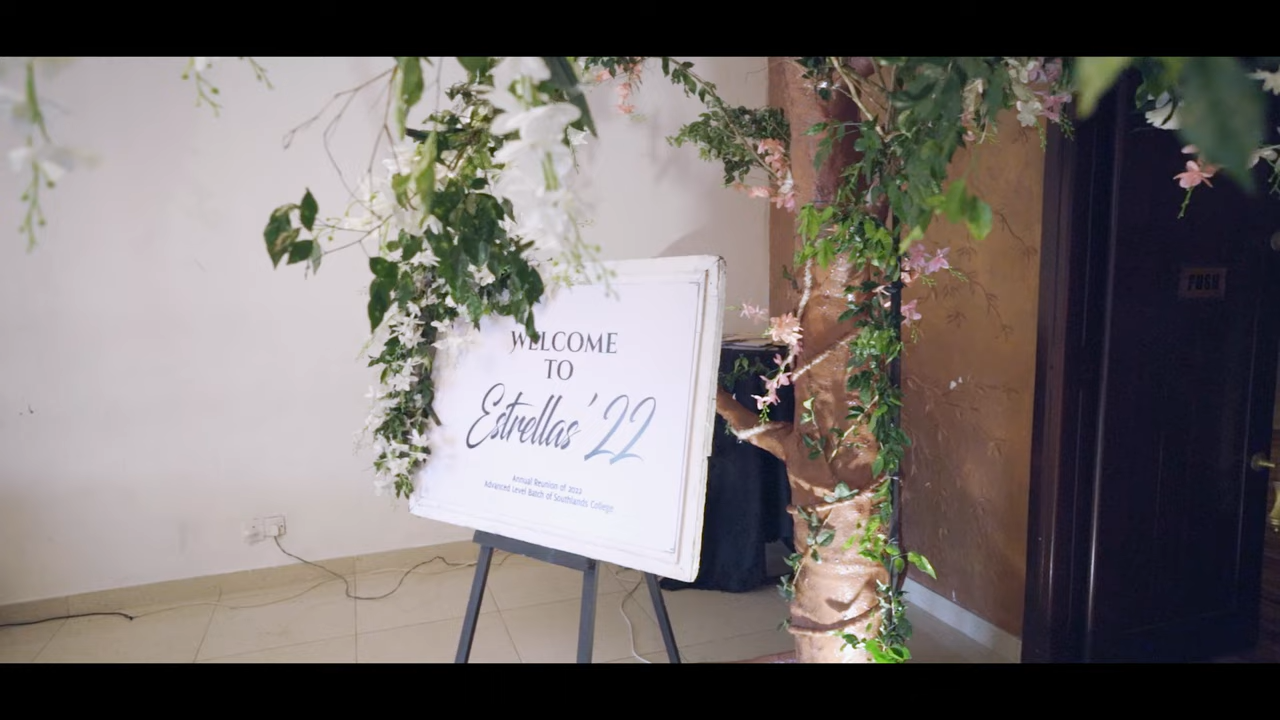 WELCOME
TO
Estrellas' 22
Annual Reunion of 2022
Advanced Level Batch of Southlands College
PUSH